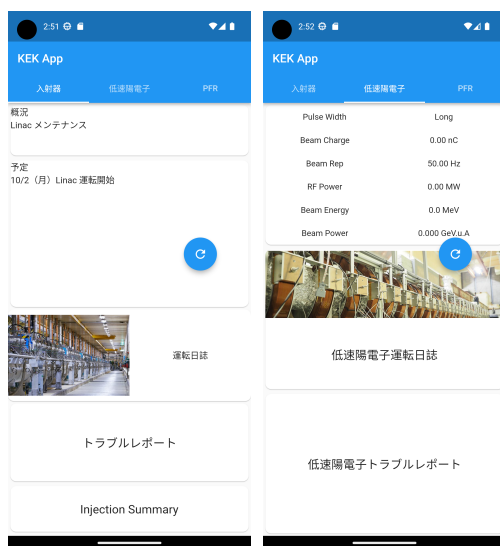 2:51
KEK App
入射器 低速陽電子 PFR
概況
Linac メンテナンス
予定
10/2（月）Linac 運転開始
運転日誌
トラブルレポート
Injection Summary
2:52
KEK App
入射器 低速陽電子 PFR
Pulse Width Long
Beam Charge 0.00 nC
Beam Rep 50.00 Hz
RF Power 0.00 MW
Beam Energy 0.0 MeV
Beam Power 0.000 GeV.u.A
低速陽電子運転日誌
低速陽電子トラブルレポート